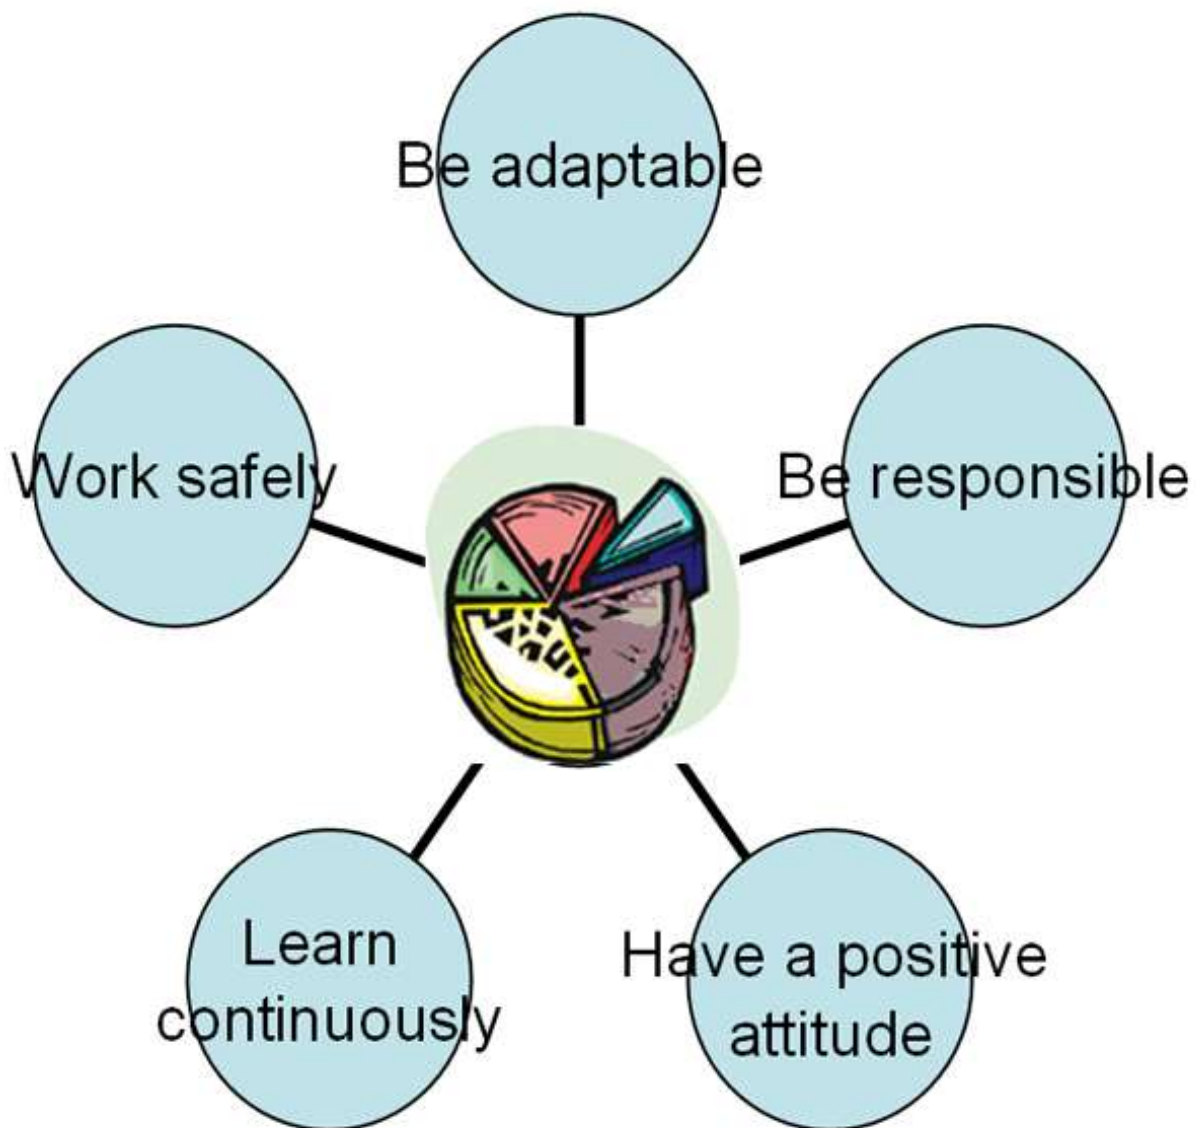 Be adaptable
Work safely
Be responsible
Learn
continuously
Have a positive
attitude